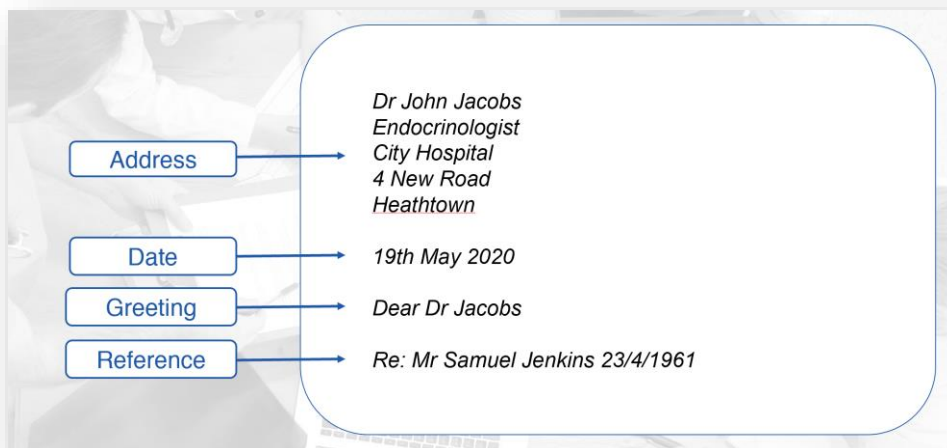 Dr John Jacobs
Endocrinologist
Address
City Hospital
4 New Road
Heathtown
Date
19th May 2020
Greeting
Dear Dr Jacobs
Reference
Re: Mr Samuel Jenkins 23/4/1961